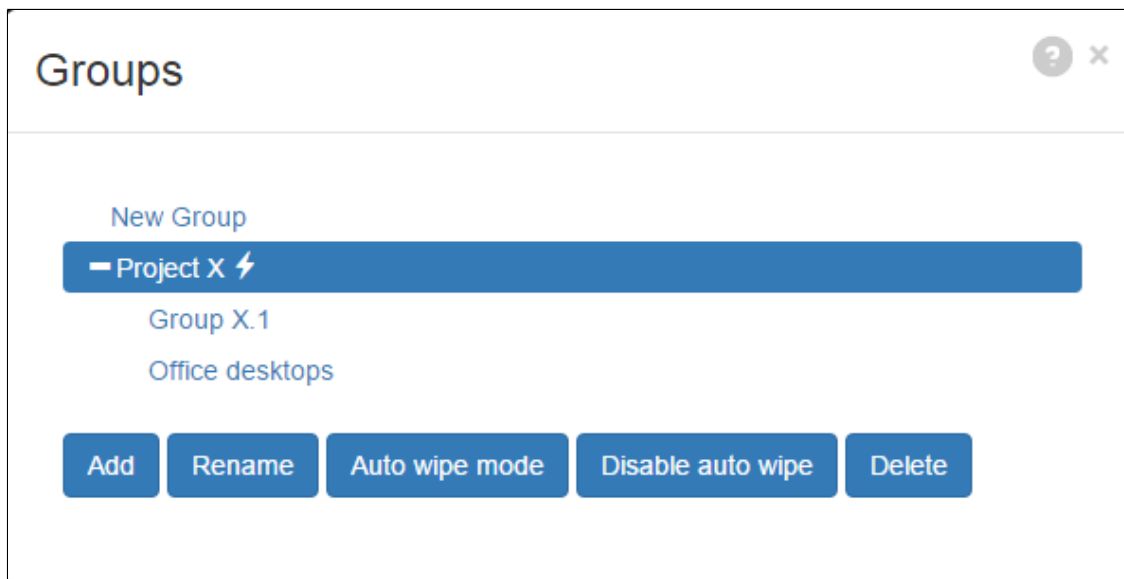 Groups
New Group
Project X
Group X.1
Office desktops
Add Rename Auto wipe mode Disable auto wipe Delete